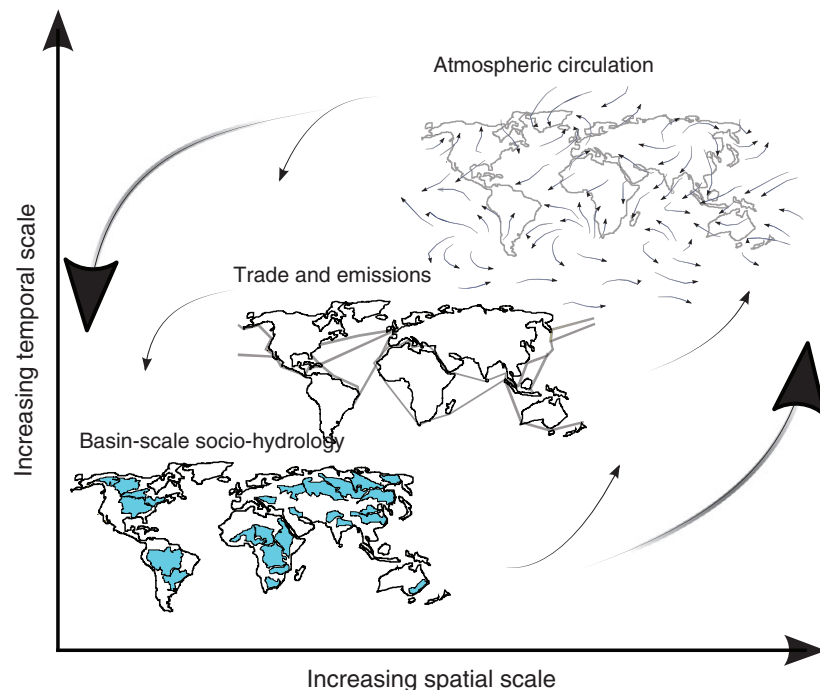 Atmospheric circulation
Trade and emissions
Basin-scale socio-hydrology
Increasing temporal scale
Increasing spatial scale